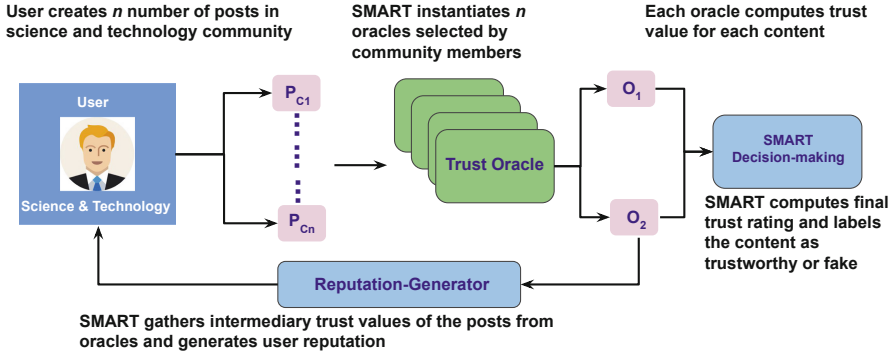 User creates n number of posts in
science and technology community
SMART instantiates n
oracles selected by
community members
Each oracle computes trust
value for each content
User
Science & Technology
PC1
PCn
Trust Oracle
O1
O2
SMART
Decision-making
SMART computes final
trust rating and labels
the content as
trustworthy or fake
Reputation-Generator
SMART gathers intermediary trust values of the posts from
oracles and generates user reputation